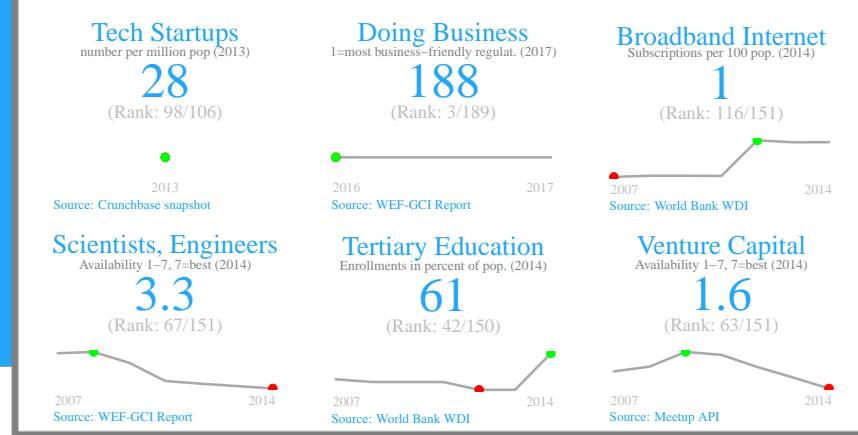 Tech Startups
number per million pop (2013)
28
(Rank: 98/106)
2013
Source: Crunchbase snapshot
Doing Business
1=most business−friendly regulat. (2017)
188
(Rank: 3/189)
2016 2017
Source: WEF-GCI Report
Broadband Internet
Subscriptions per 100 pop. (2014)
1
(Rank: 116/151)
2007 2014
Source: World Bank WDI
Scientists, Engineers
Availability 1−7, 7=best (2014)
3.3
(Rank: 67/151)
2007 2014
Source: WEF-GCI Report
Tertiary Education
Enrollments in percent of pop. (2014)
61
(Rank: 42/150)
2007 2014
Source: World Bank WDI
Venture Capital
Availability 1−7, 7=best (2014)
1.6
(Rank: 63/151)
2007 2014
Source: Meetup API